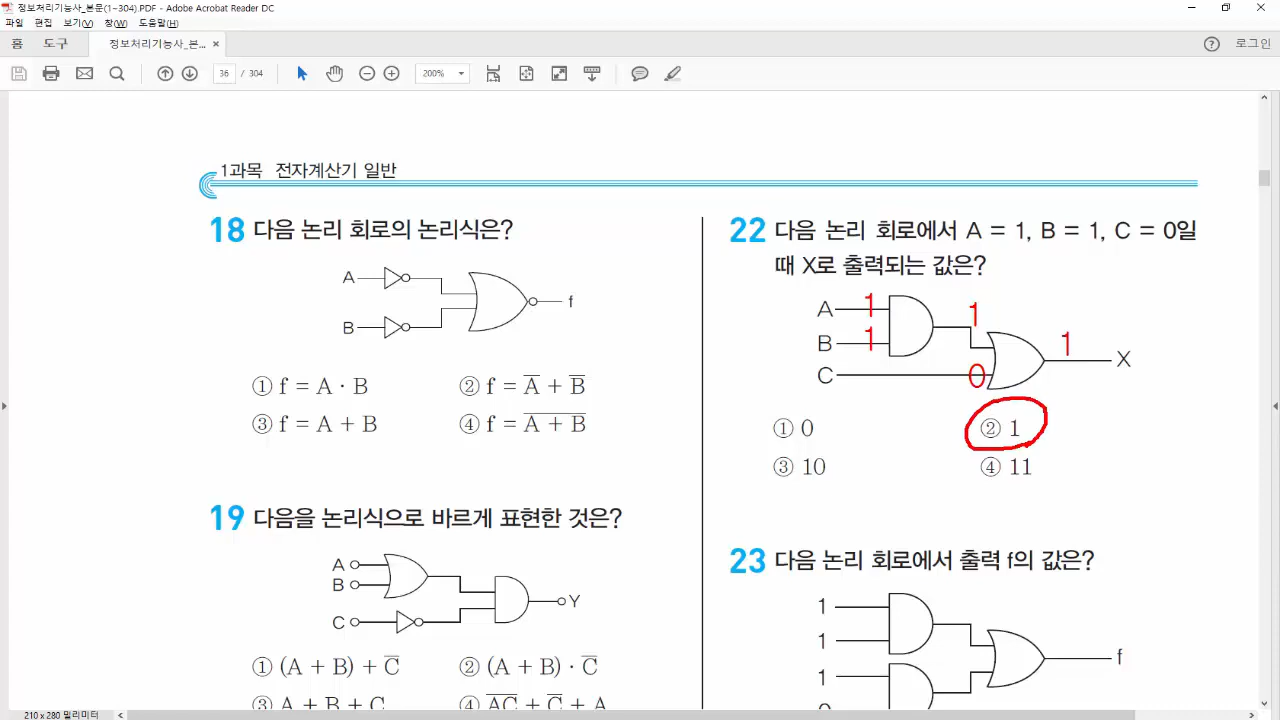 정보처리기능사_본문(1~304).PDF - Adobe Acrobat Reader DC
파일 편집 보기(V) 창(W) 도움말(H)
홈 도구 정보처리기능사_본... × 로그인
36 / 304 200%
1과목 전자계산기 일반
18 다음 논리 회로의 논리식은?
A
B
f
① f = A · B ② f = A̅ + B̅
③ f = A + B ④ f = A̅ ̅+̅ ̅B̅
19 다음을 논리식으로 바르게 표현한 것은?
A
B
C
Y
① (A + B) + C̅ ② (A + B) · C̅
③ A + B + C ④ A̅C̅ + C̅ + A
22 다음 논리 회로에서 A = 1, B = 1, C = 0일
때 X로 출력되는 값은?
A 1 1
B 1 1 X
C 0
① 0 ② 1
③ 10 ④ 11
23 다음 논리 회로에서 출력 f의 값은?
1
1
f
1
210 x 280 밀리미터